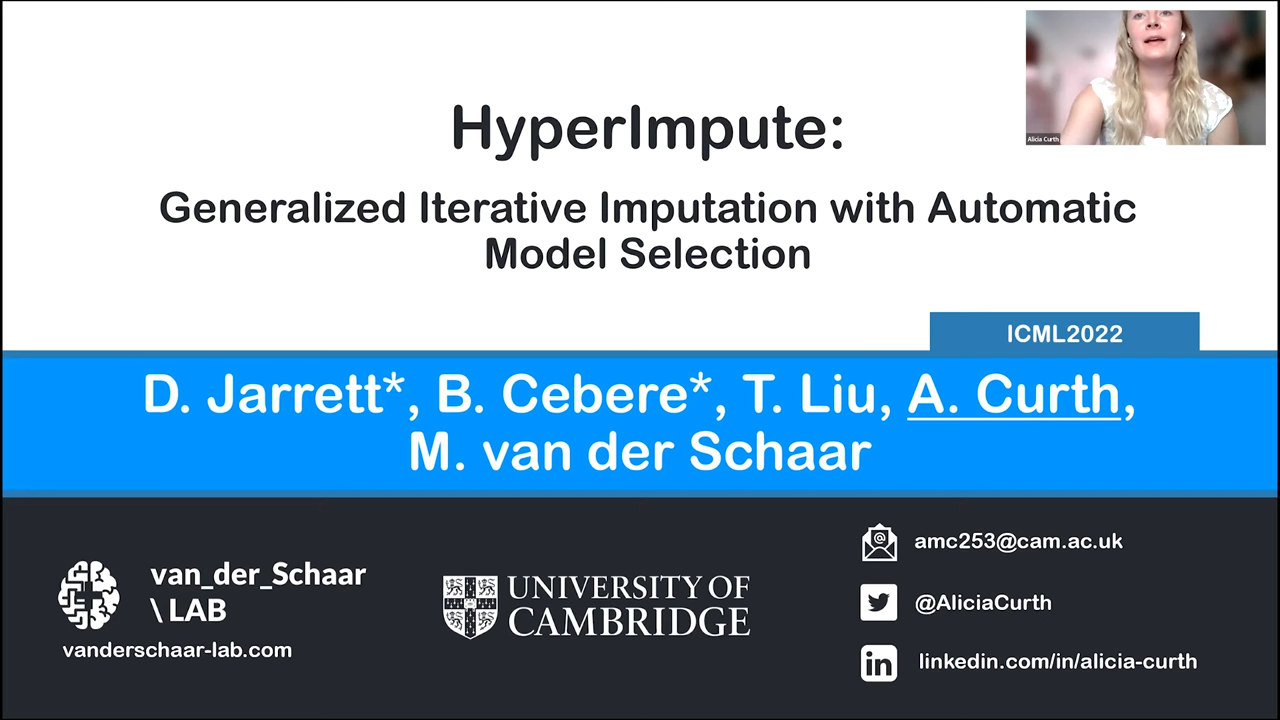 HyperImpute:
Generalized Iterative Imputation with Automatic
Model Selection
Alicia Curth
ICML2022
D. Jarrett*, B. Cebere*, T. Liu, A. Curth,
M. van der Schaar
van_der_Schaar
\ LAB
vanderschaar-lab.com
UNIVERSITY OF
CAMBRIDGE
amc253@cam.ac.uk
@AliciaCurth
linkedin.com/in/alicia-curth